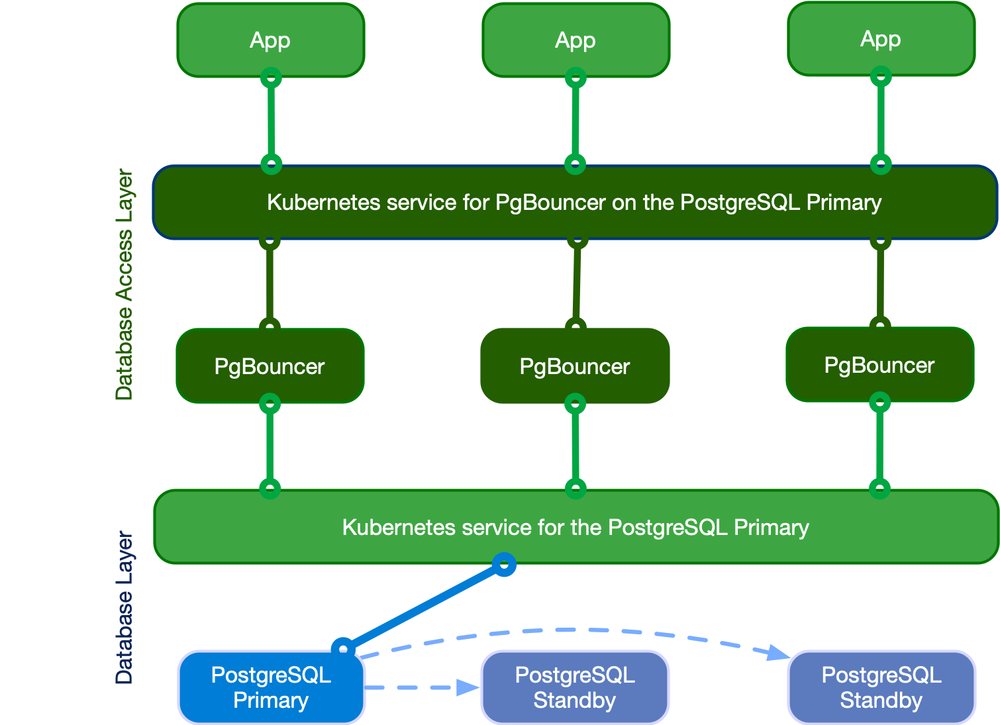 App
App
App
Database Access Layer
Kubernetes service for PgBouncer on the PostgreSQL Primary
PgBouncer
PgBouncer
PgBouncer
Database Layer
Kubernetes service for the PostgreSQL Primary
PostgreSQL
Primary
PostgreSQL
Standby
PostgreSQL
Standby